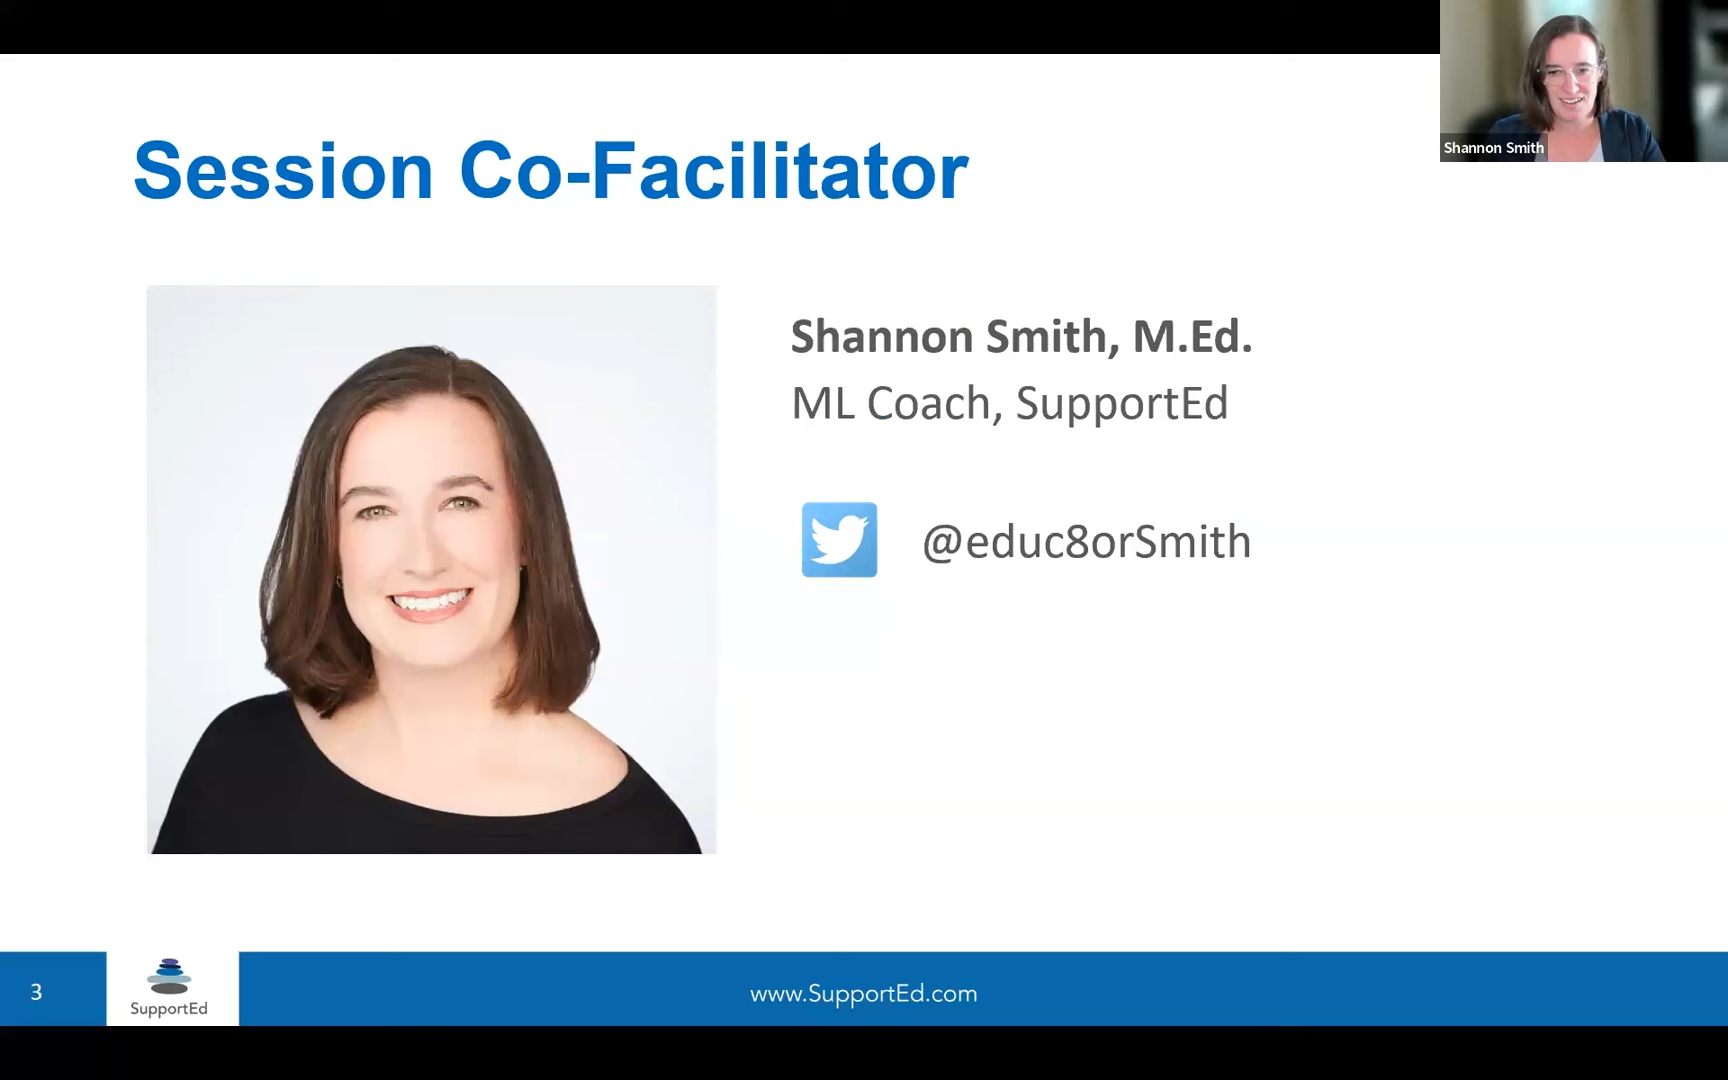 Shannon Smith
Session Co-Facilitator
Shannon Smith, M.Ed.
ML Coach, SupportEd
@educ8orSmith
3
SupportEd
www.SupportEd.com